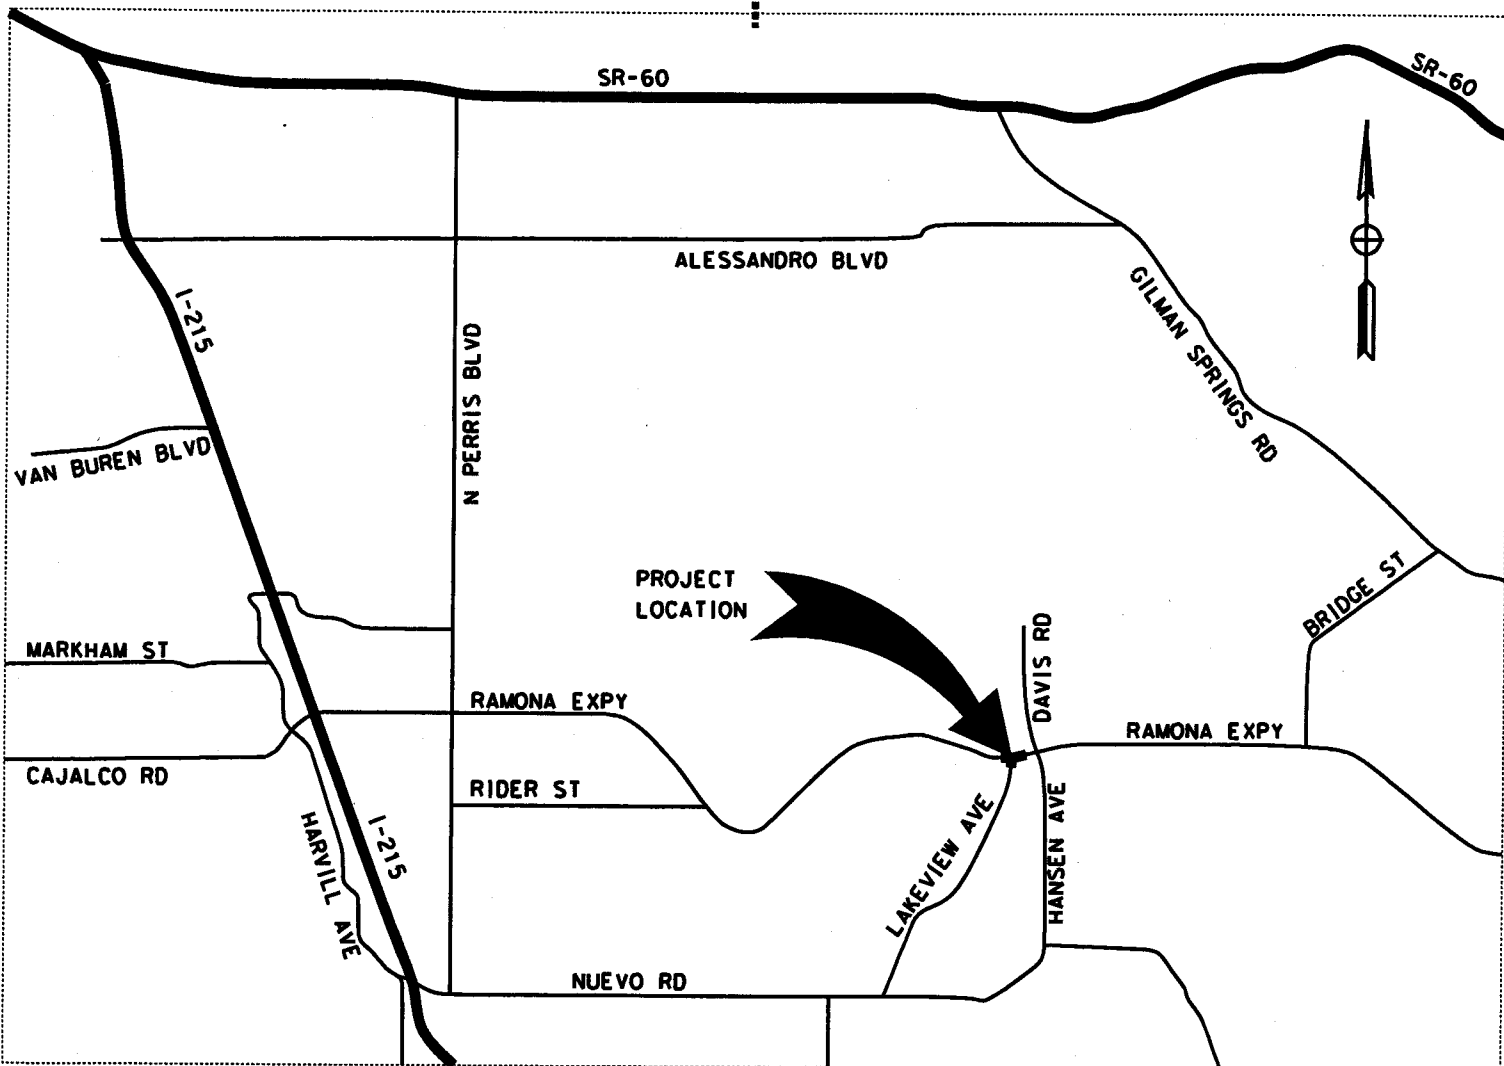 SR-60
SR-60
ALESSANDRO BLVD
GILMAN SPRINGS RD
I-215
N PERRIS BLVD
VAN BUREN BLVD
PROJECT
LOCATION
BRIDGE ST
MARKHAM ST
DAVIS RD
RAMONA EXPY
RAMONA EXPY
CAJALCO RD
RIDER ST
HARVILL AVE
I-215
LAKEVIEW AVE
HANSEN AVE
NUEVO RD